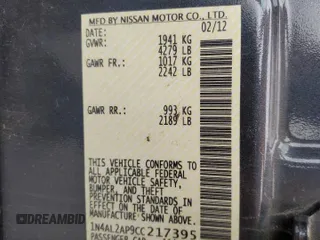 MFD BY NISSAN MOTOR CO., LTD.
DATE: 02/12
GVWR: 1941 KG
4279 LB
GAWR FR.: 1017 KG
2242 LB
GAWR RR.: 993 KG
2189 LB
THIS VEHICLE CONFORMS TO
ALL APPLICABLE FEDERAL
MOTOR VEHICLE SAFETY,
BUMPER, AND THEFT
PREVENTION STANDARDS
IN EFFECT ON THE DATE OF
MANUFACTURE SHOWN ABOVE.
1N4AL2AP9CC217395
PASSENGER CAR
DREAMBID